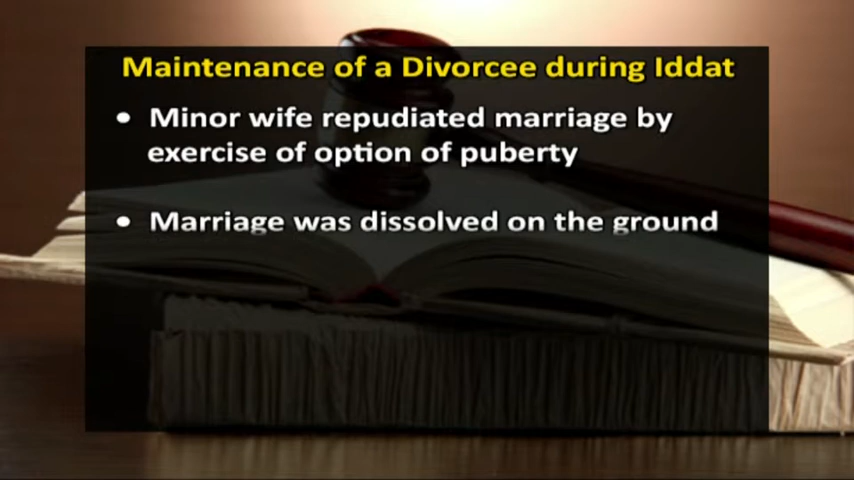 Maintenance of a Divorcee during Iddat
• Minor wife repudiated marriage by
exercise of option of puberty
• Marriage was dissolved on the ground